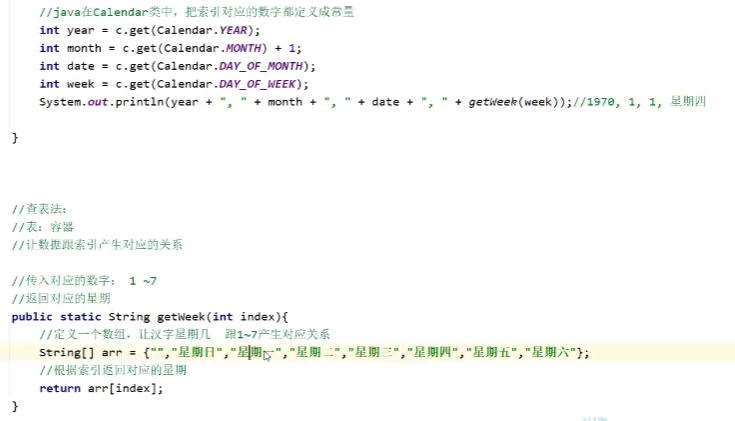 //java在Calendar类中，把索引对应的数字都定义成常量
int year = c.get(Calendar.YEAR);
int month = c.get(Calendar.MONTH) + 1;
int date = c.get(Calendar.DAY_OF_MONTH);
int week = c.get(Calendar.DAY_OF_WEEK);
System.out.println(year + ", " + month + ", " + date + ", " + getWeek(week));//1970, 1, 1, 星期四
}
//查表法：
//表：容器
//让数据跟索引产生对应的关系
//传入对应的数字： 1 ~7
//返回对应的星期
public static String getWeek(int index){
//定义一个数组，让汉字星期几 跟1~7产生对应关系
String[] arr = {"","星期日","星期一","星期二","星期三","星期四","星期五","星期六"};
//根据索引返回对应的星期
return arr[index];
}